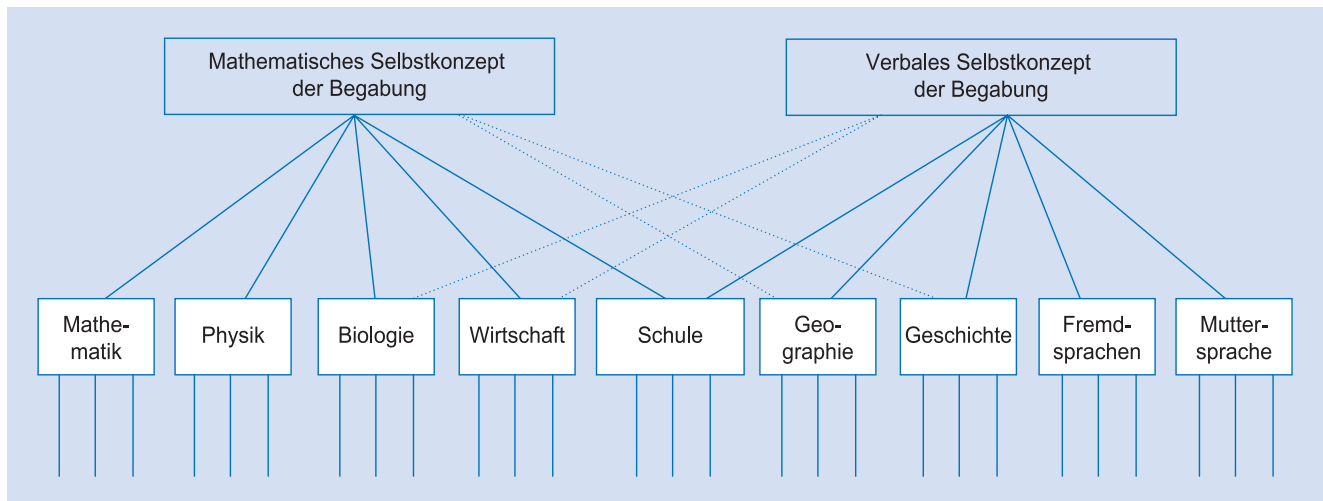 Mathematisches Selbstkonzept
der Begabung
Verbales Selbstkonzept
der Begabung
Mathe-
matik
Physik
Biologie
Wirtschaft
Schule
Geo-
graphie
Geschichte
Fremd-
sprachen
Mutter-
sprache